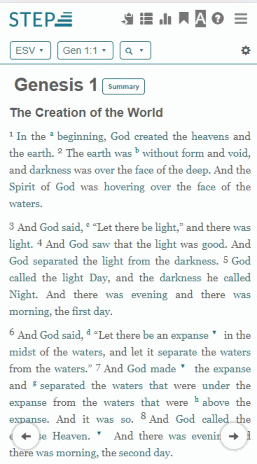 STEP A ?
ESV Gen 1:1
Genesis 1 Summary
The Creation of the World
1 In the a beginning, God created the heavens and
the earth. 2 The earth was b without form and void,
and darkness was over the face of the deep. And the
Spirit of God was hovering over the face of the
waters.
3 And God said, c “Let there be light,” and there was
light. 4 And God saw that the light was good. And
God separated the light from the darkness. 5 God
called the light Day, and the darkness he called
Night. And there was evening and there was
morning, the first day.
6 And God said, d “Let there be an expanse ▼ in the
midst of the waters, and let it separate the waters
from the waters.” 7 And God made ▼ the expanse
and g separated the waters that were under the
expanse from the waters that were h above the
expanse. And it was so. 8 And God called the
Heaven. ▼ And there was
there was morning, the second day.